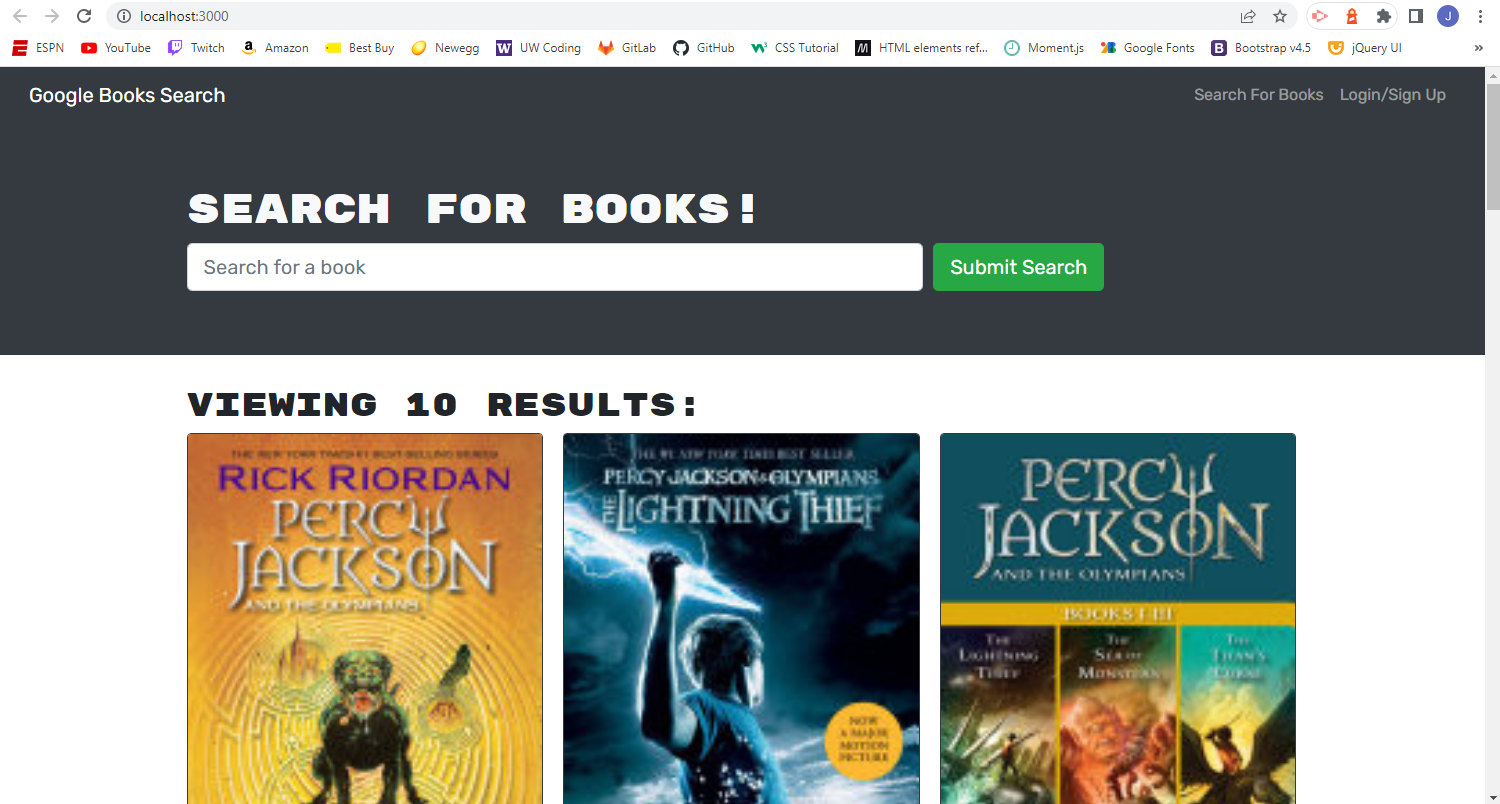 localhost:3000
J
ESPN YouTube Twitch Amazon Best Buy Newegg UW Coding GitLab GitHub CSS Tutorial HTML elements ref... Moment.js Google Fonts Bootstrap v4.5 jQuery UI »
Google Books Search Search For Books Login/Sign Up
SEARCH FOR BOOKS!
Search for a book Submit Search
VIEWING 10 RESULTS:
THE NEW YORK TIMES #1 BEST-SELLING SERIES
RICK RIORDAN
PERCY
JACKSON
AND THE OLYMPIANS
THE #1 NEW YORK TIMES BEST SELLER
PERCY JACKSON & OLYMPIANS
THE LIGHTNING THIEF
NOW
A MAJOR
MOTION
PICTURE
PERCY
JACKSON
AND THE OLYMPIANS
BOOKS I-III
THE
LIGHTNING
THIEF
THE
SEA OF
MONSTERS
THE
TITAN'S
CURSE